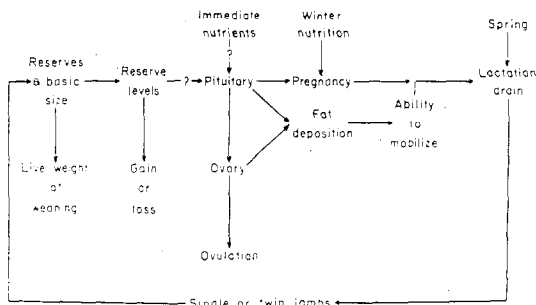 Immediate
nutrients
?
Winter
nutrition
Spring
Reserves
& basic
size
Reserve
levels
?
Pituitary
Pregnancy
Lactation
drain
Fat
deposition
Ability
to
mobilize
Live weight
at
weaning
Gain
or
loss
Ovary
Ovulation
Single or twin lambs